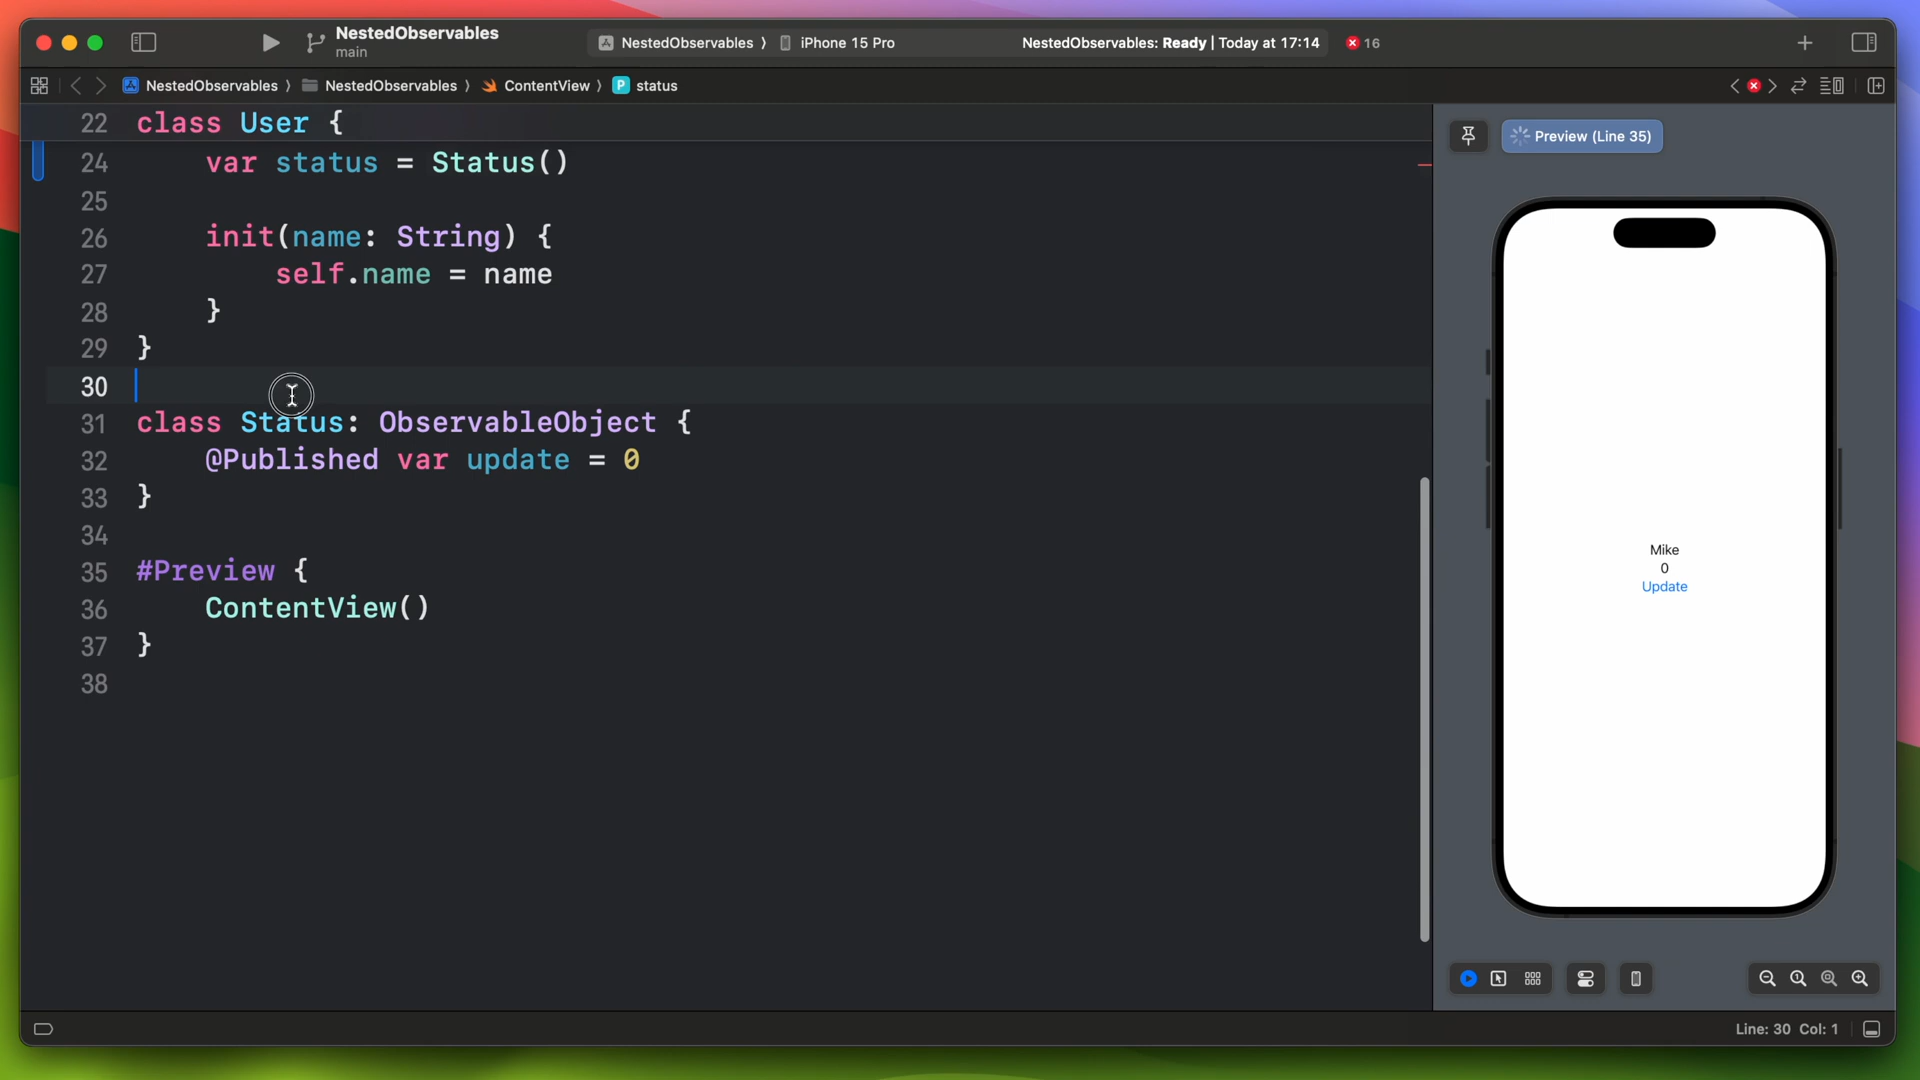 NestedObservables
main
NestedObservables 〉 iPhone 15 Pro
NestedObservables: Ready | Today at 17:14
16
NestedObservables 〉 NestedObservables 〉 ContentView 〉 P status
22 class User {
24 var status = Status()
25
26 init(name: String) {
27 self.name = name
28 }
29 }
30
31 class Status: ObservableObject {
32 @Published var update = 0
33 }
34
35 #Preview {
36 ContentView()
37 }
38
Preview (Line 35)
Mike
0
Update
Line: 30 Col: 1